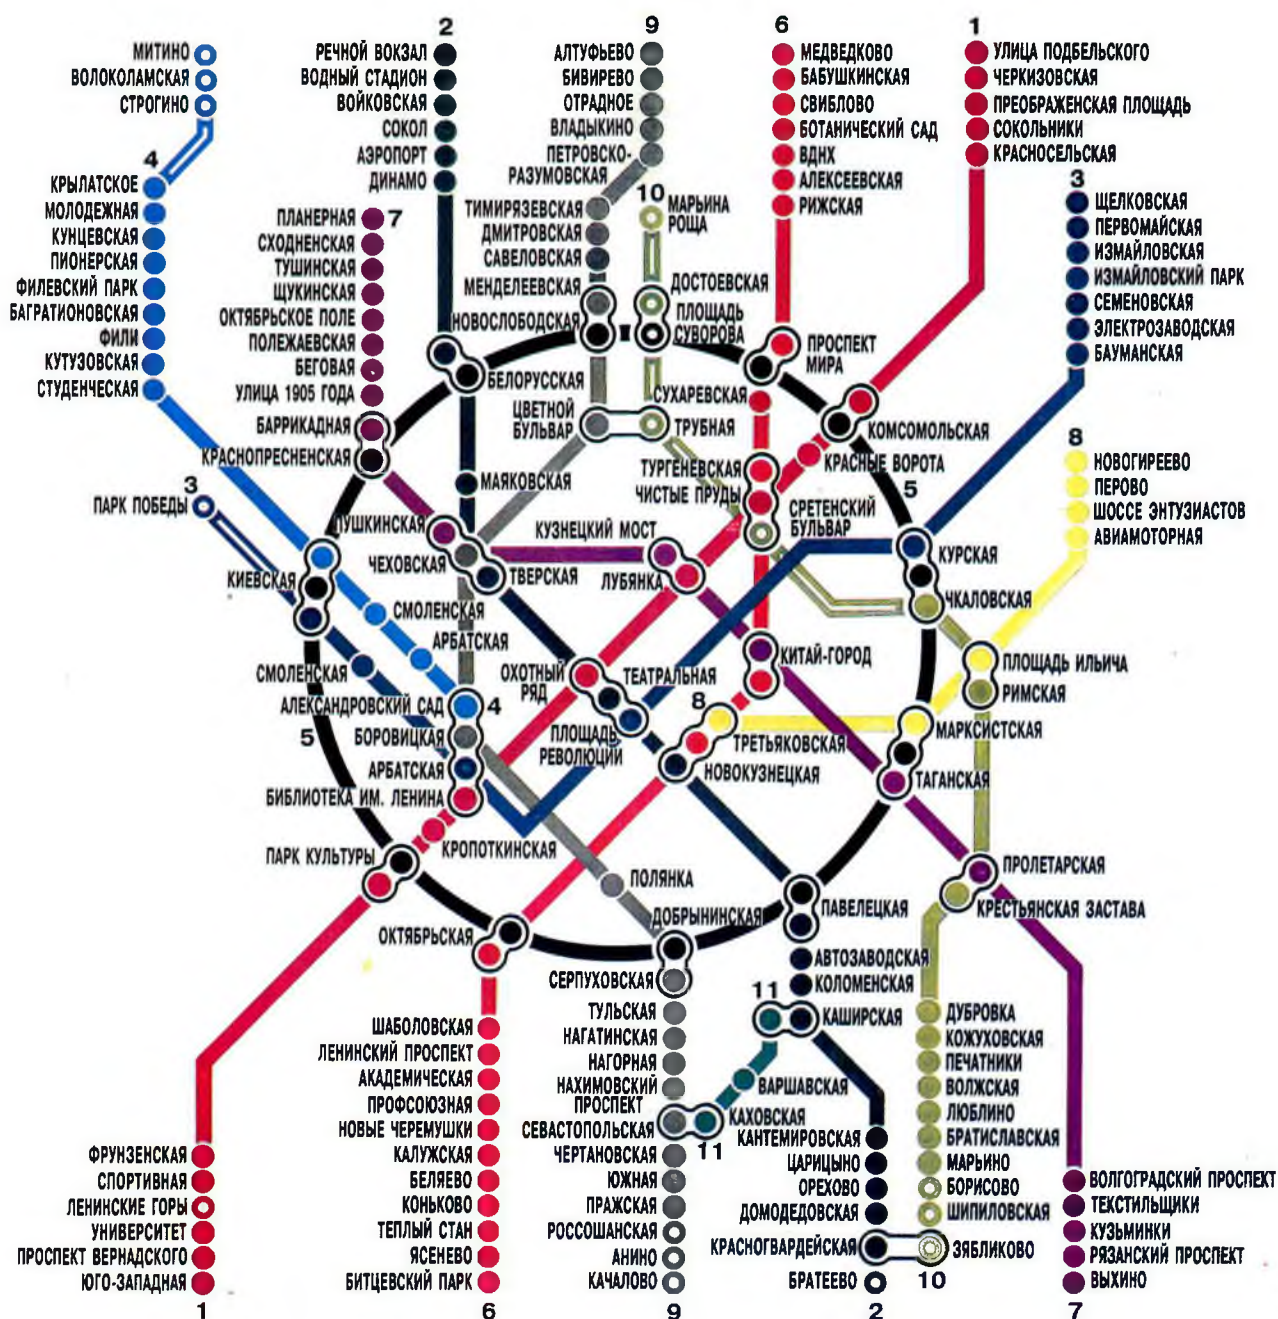 2
9
6
1
МИТИНО
ВОЛОКОЛАМСКАЯ
СТРОГИНО
4
КРЫЛАТСКОЕ
МОЛОДЕЖНАЯ
КУНЦЕВСКАЯ
ПИОНЕРСКАЯ
ФИЛЕВСКИЙ ПАРК
БАГРАТИОНОВСКАЯ
ФИЛИ
КУТУЗОВСКАЯ
СТУДЕНЧЕСКАЯ
РЕЧНОЙ ВОКЗАЛ
ВОДНЫЙ СТАДИОН
ВОЙКОВСКАЯ
СОКОЛ
АЭРОПОРТ
ДИНАМО
7
ПЛАНЕРНАЯ
СХОДНЕНСКАЯ
ТУШИНСКАЯ
ЩУКИНСКАЯ
ОКТЯБРЬСКОЕ ПОЛЕ
ПОЛЕЖАЕВСКАЯ
БЕГОВАЯ
УЛИЦА 1905 ГОДА
БАРРИКАДНАЯ
КРАСНОПРЕСНЕНСКАЯ
АЛТУФЬЕВО
БИВИРЕВО
ОТРАДНОЕ
ВЛАДЫКИНО
ПЕТРОВСКО-
РАЗУМОВСКАЯ
ТИМИРЯЗЕВСКАЯ
ДМИТРОВСКАЯ
САВЕЛОВСКАЯ
МЕНДЕЛЕЕВСКАЯ
НОВОСЛОБОДСКАЯ
10
МАРЬИНА
РОЩА
ДОСТОЕВСКАЯ
ПЛОЩАДЬ
СУВОРОВА
МЕДВЕДКОВО
БАБУШКИНСКАЯ
СВИБЛОВО
БОТАНИЧЕСКИЙ САД
ВДНХ
АЛЕКСЕЕВСКАЯ
РИЖСКАЯ
ПРОСПЕКТ
МИРА
УЛИЦА ПОДБЕЛЬСКОГО
ЧЕРКИЗОВСКАЯ
ПРЕОБРАЖЕНСКАЯ ПЛОЩАДЬ
СОКОЛЬНИКИ
КРАСНОСЕЛЬСКАЯ
3
ЩЕЛКОВСКАЯ
ПЕРВОМАЙСКАЯ
ИЗМАЙЛОВСКАЯ
ИЗМАЙЛОВСКИЙ ПАРК
СЕМЕНОВСКАЯ
ЭЛЕКТРОЗАВОДСКАЯ
БАУМАНСКАЯ
БЕЛОРУССКАЯ
СУХАРЕВСКАЯ
ЦВЕТНОЙ
БУЛЬВАР
ТРУБНАЯ
КОМСОМОЛЬСКАЯ
КРАСНЫЕ ВОРОТА
ТУРГЕНЕВСКАЯ
ЧИСТЫЕ ПРУДЫ
СРЕТЕНСКИЙ
БУЛЬВАР
5
8
НОВОГИРЕЕВО
ПЕРОВО
ШОССЕ ЭНТУЗИАСТОВ
АВИАМОТОРНАЯ
3
ПАРК ПОБЕДЫ
МАЯКОВСКАЯ
ПУШКИНСКАЯ
ЧЕХОВСКАЯ
ТВЕРСКАЯ
КУЗНЕЦКИЙ МОСТ
ЛУБЯНКА
КУРСКАЯ
ЧКАЛОВСКАЯ
КИЕВСКАЯ
СМОЛЕНСКАЯ
АРБАТСКАЯ
СМОЛЕНСКАЯ
АЛЕКСАНДРОВСКИЙ САД
4
БОРОВИЦКАЯ
АРБАТСКАЯ
БИБЛИОТЕКА ИМ. ЛЕНИНА
5
ОХОТНЫЙ
РЯД
ТЕАТРАЛЬНАЯ
ПЛОЩАДЬ
РЕВОЛЮЦИИ
3
КИТАЙ-ГОРОД
8
ТРЕТЬЯКОВСКАЯ
НОВОКУЗНЕЦКАЯ
ПЛОЩАДЬ ИЛЬИЧА
РИМСКАЯ
МАРКСИСТСКАЯ
ТАГАНСКАЯ
ПАРК КУЛЬТУРЫ
КРОПОТКИНСКАЯ
ПОЛЯНКА
ПРОЛЕТАРСКАЯ
КРЕСТЬЯНСКАЯ ЗАСТАВА
ОКТЯБРЬСКАЯ
ДОБРЫНИНСКАЯ
СЕРПУХОВСКАЯ
ПАВЕЛЕЦКАЯ
АВТОЗАВОДСКАЯ
КОЛОМЕНСКАЯ
11
КАШИРСКАЯ
ВАРШАВСКАЯ
КАХОВСКАЯ
11
ФРУНЗЕНСКАЯ
СПОРТИВНАЯ
ЛЕНИНСКИЕ ГОРЫ
УНИВЕРСИТЕТ
ПРОСПЕКТ ВЕРНАДСКОГО
ЮГО-ЗАПАДНАЯ
1
ШАБОЛОВСКАЯ
ЛЕНИНСКИЙ ПРОСПЕКТ
АКАДЕМИЧЕСКАЯ
ПРОФСОЮЗНАЯ
НОВЫЕ ЧЕРЕМУШКИ
КАЛУЖСКАЯ
БЕЛЯЕВО
КОНЬКОВО
ТЕПЛЫЙ СТАН
ЯСЕНЕВО
БИТЦЕВСКИЙ ПАРК
6
ТУЛЬСКАЯ
НАГАТИНСКАЯ
НАГОРНАЯ
НАХИМОВСКИЙ
ПРОСПЕКТ
СЕВАСТОПОЛЬСКАЯ
ЧЕРТАНОВСКАЯ
ЮЖНАЯ
ПРАЖСКАЯ
РОССОШАНСКАЯ
АНИНО
КАЧАЛОВО
9
КАНТЕМИРОВСКАЯ
ЦАРИЦЫНО
ОРЕХОВО
ДОМОДЕДОВСКАЯ
КРАСНОГВАРДЕЙСКАЯ
БРАТЕЕВО
2
ДУБРОВКА
КОЖУХОВСКАЯ
ПЕЧАТНИКИ
ВОЛЖСКАЯ
ЛЮБЛИНО
БРАТИСЛАВСКАЯ
МАРЬИНО
БОРИСОВО
ШИПИЛОВСКАЯ
ЗЯБЛИКОВО
10
ВОЛГОГРАДСКИЙ ПРОСПЕКТ
ТЕКСТИЛЬЩИКИ
КУЗЬМИНКИ
РЯЗАНСКИЙ ПРОСПЕКТ
ВЫХИНО
7